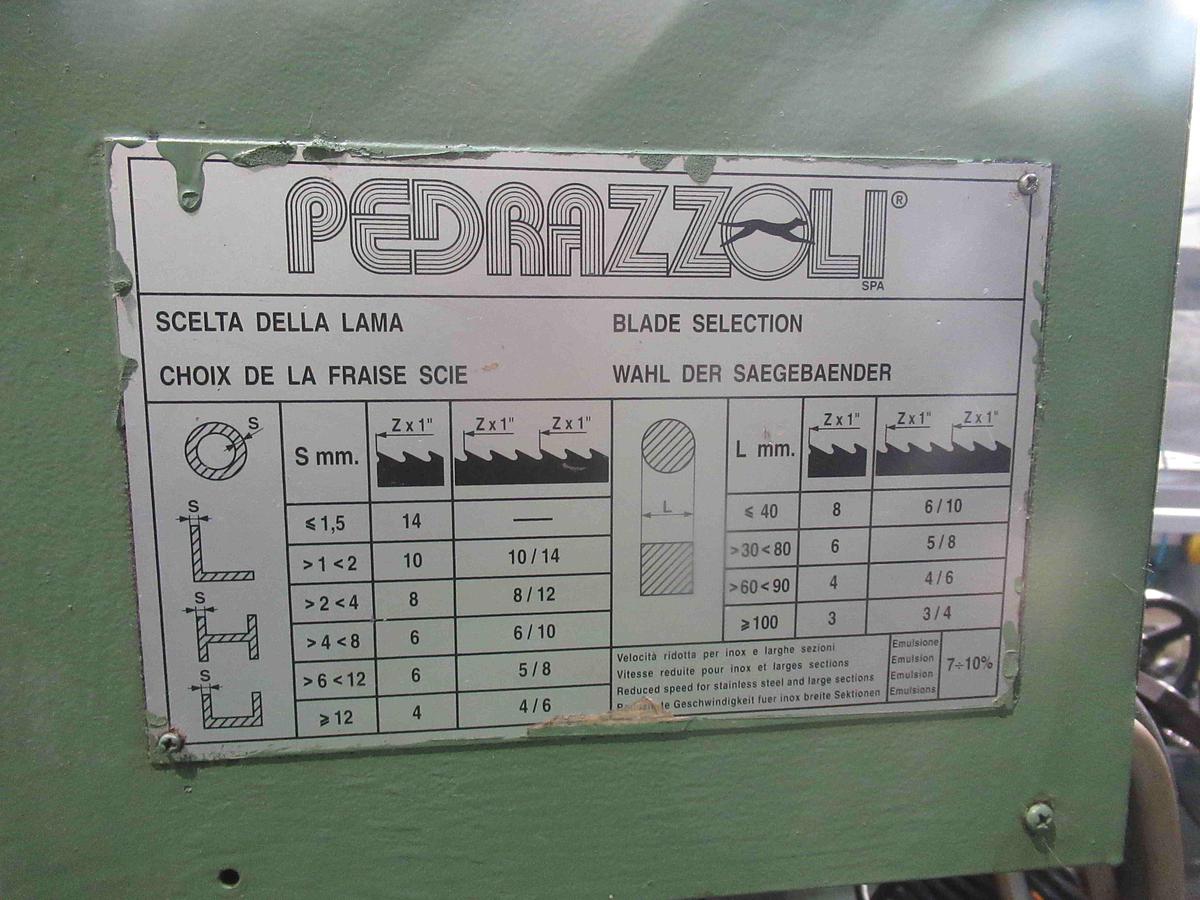 PEDRAZZOLI®
SPA
SCELTA DELLA LAMA BLADE SELECTION
CHOIX DE LA FRAISE SCIE WAHL DER SAEGEBAENDER
S
S
S
S
S mm. Z x 1" Z x 1" Z x 1"
⩽ 1,5 14 —
> 1 < 2 10 10 / 14
> 2 < 4 8 8 / 12
> 4 < 8 6 6 / 10
> 6 < 12 6 5 / 8
⩾ 12 4 4 / 6
L
L mm. Z x 1" Z x 1" Z x 1"
⩽ 40 8 6 / 10
> 30 < 80 6 5 / 8
> 60 < 90 4 4 / 6
⩾ 100 3 3 / 4
Velocità ridotta per inox e larghe sezioni
Vitesse reduite pour inox et larges sections
Reduced speed for stainless steel and large sections
Geschwindigkeit fuer inox breite Sektionen
Emulsione
Emulsion
Emulsion
Emulsions
7÷10%